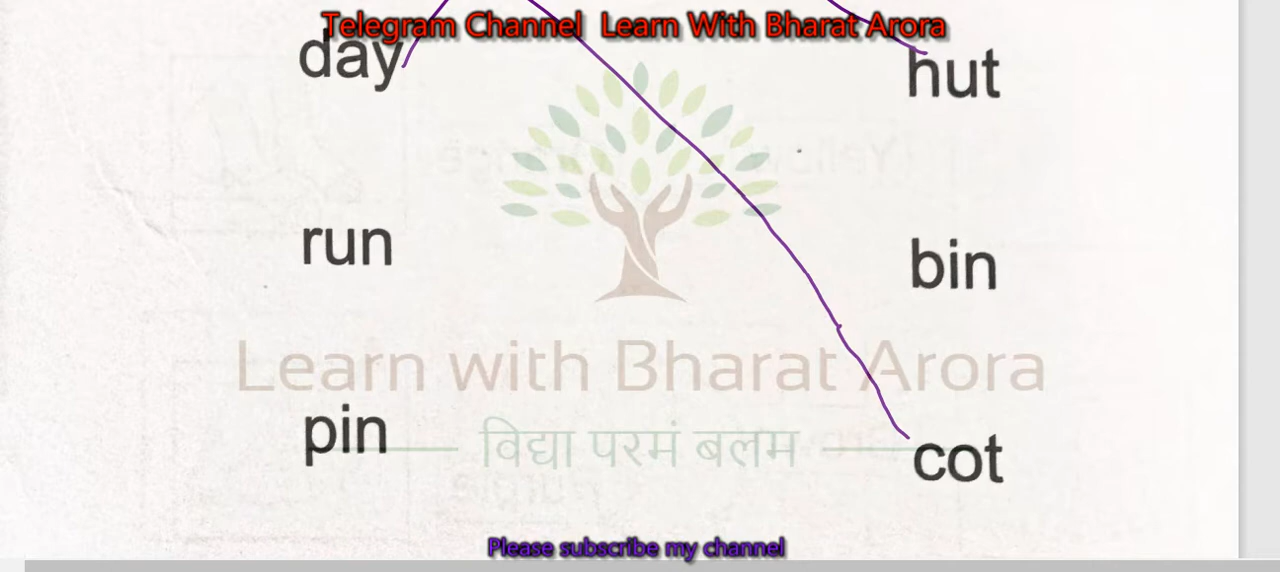 Telegram Channel Learn With Bharat Arora
day hut
run bin
Learn with Bharat Arora
pin cot
विद्या परमं बलम
Please subscribe my channel